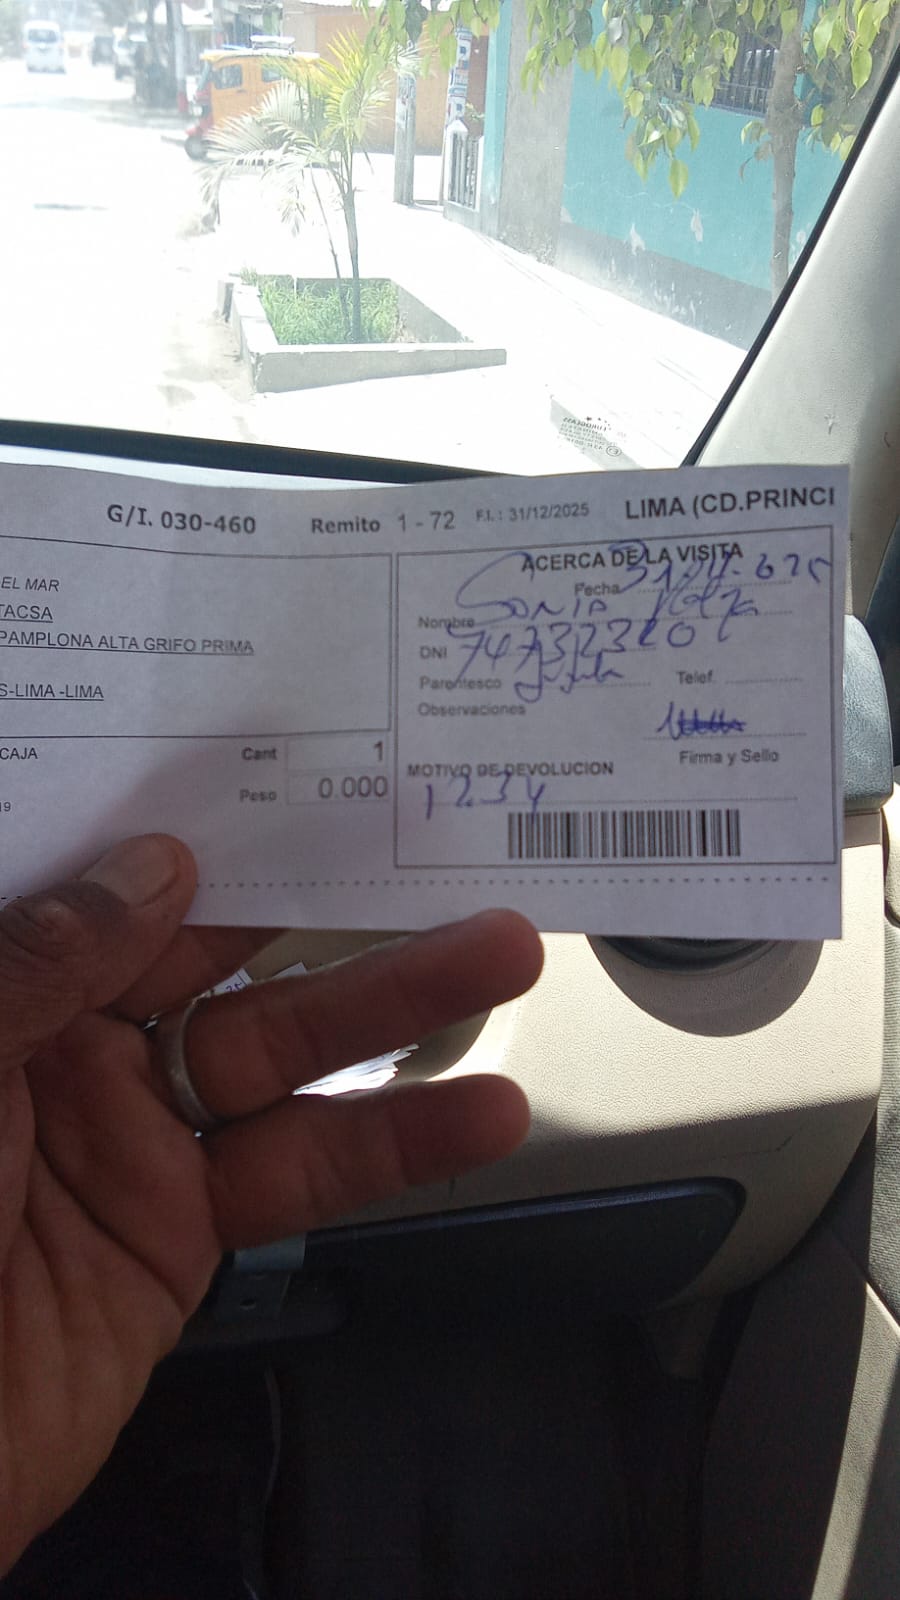 G/I. 030-460 Remito 1 - 72 F.I.: 31/12/2025 LIMA (CD.PRINCI
EL MAR
TACSA
PAMPLONA ALTA GRIFO PRIMA
S-LIMA -LIMA
CAJA
Cant 1
Peso 0.000
19
ACERCA DE LA VISITA
Fecha
Nombre Sonia
DNI
Parentesco
Telef.
Observaciones
Firma y Sello
MOTIVO DE DEVOLUCION
1234